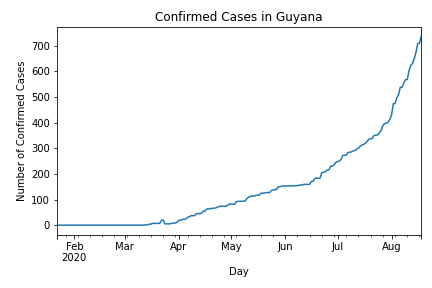 Confirmed Cases in Guyana
Number of Confirmed Cases
700
600
500
400
300
200
100
0
Feb Mar Apr May Jun Jul Aug
2020
Day